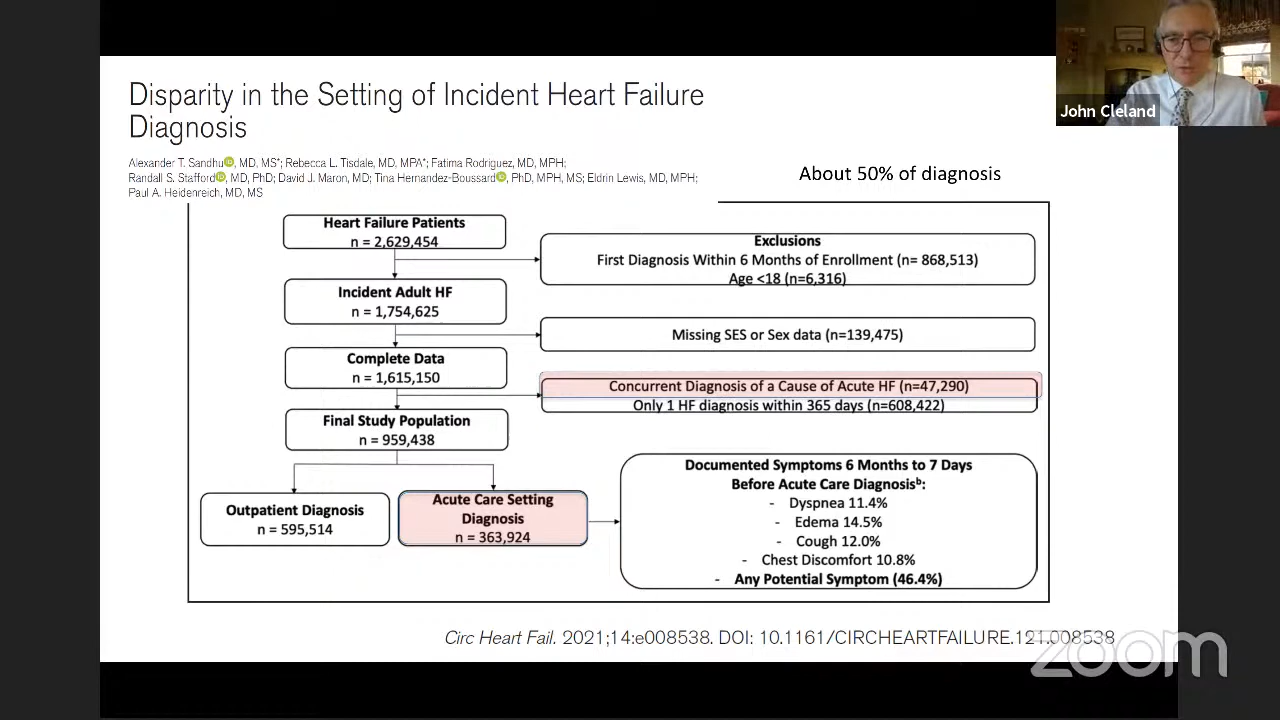 John Cleland
Disparity in the Setting of Incident Heart Failure
Diagnosis
Alexander T. Sandhu, MD, MS*; Rebecca L. Tisdale, MD, MPA*; Fatima Rodriguez, MD, MPH;
Randall S. Stafford, MD, PhD; David J. Maron, MD; Tina Hernandez-Boussard, PhD, MPH, MS; Eldrin Lewis, MD, MPH;
Paul A. Heidenreich, MD, MS
About 50% of diagnosis
Heart Failure Patients
n = 2,629,454
Exclusions
First Diagnosis Within 6 Months of Enrollment (n= 868,513)
Age <18 (n=6,316)
Incident Adult HF
n = 1,754,625
Missing SES or Sex data (n=139,475)
Complete Data
n = 1,615,150
Concurrent Diagnosis of a Cause of Acute HF (n=47,290)
Only 1 HF diagnosis within 365 days (n=608,422)
Final Study Population
n = 959,438
Outpatient Diagnosis
n = 595,514
Acute Care Setting
Diagnosis
n = 363,924
Documented Symptoms 6 Months to 7 Days
Before Acute Care Diagnosisᵇ:
- Dyspnea 11.4%
- Edema 14.5%
- Cough 12.0%
- Chest Discomfort 10.8%
- Any Potential Symptom (46.4%)
Circ Heart Fail. 2021;14:e008538. DOI: 10.1161/CIRCHEARTFAILURE.121.008538
zoom